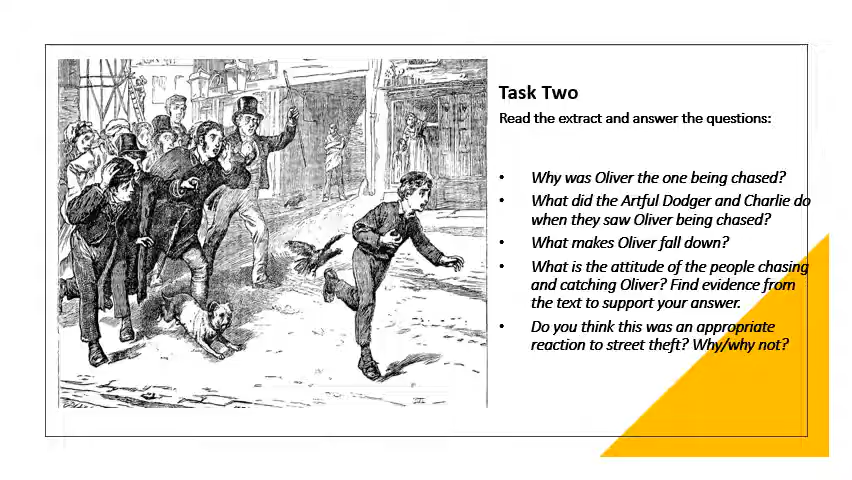 Task Two
Read the extract and answer the questions:
• Why was Oliver the one being chased?
• What did the Artful Dodger and Charlie do
when they saw Oliver being chased?
• What makes Oliver fall down?
• What is the attitude of the people chasing
and catching Oliver? Find evidence from
the text to support your answer.
• Do you think this was an appropriate
reaction to street theft? Why/why not?